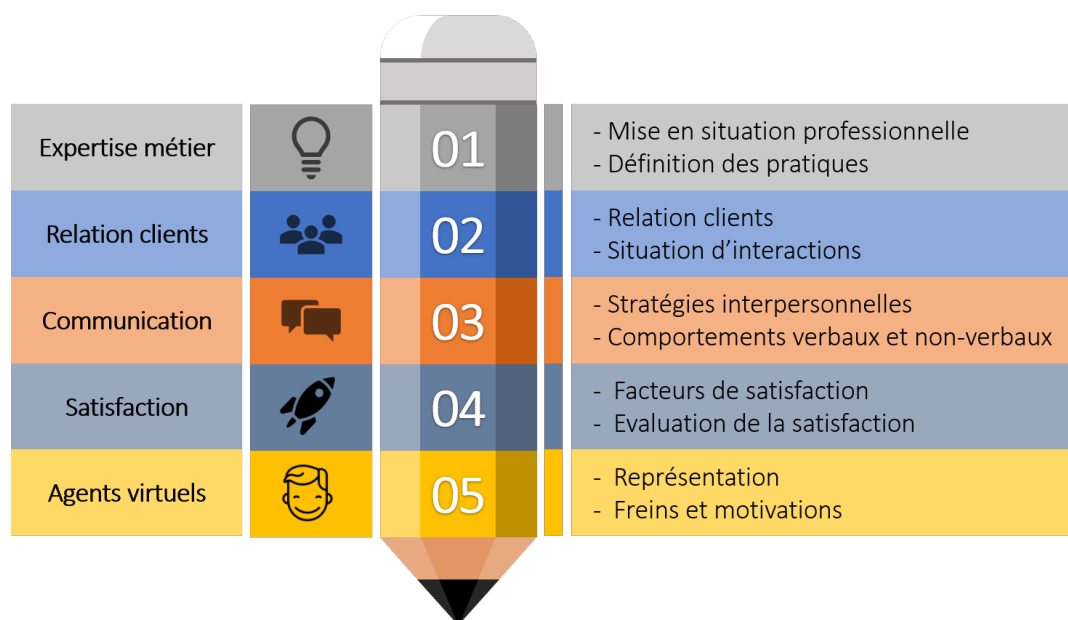 Expertise métier
01
- Mise en situation professionnelle
- Définition des pratiques
Relation clients
02
- Relation clients
- Situation d’interactions
Communication
03
- Stratégies interpersonnelles
- Comportements verbaux et non-verbaux
Satisfaction
04
- Facteurs de satisfaction
- Evaluation de la satisfaction
Agents virtuels
05
- Représentation
- Freins et motivations